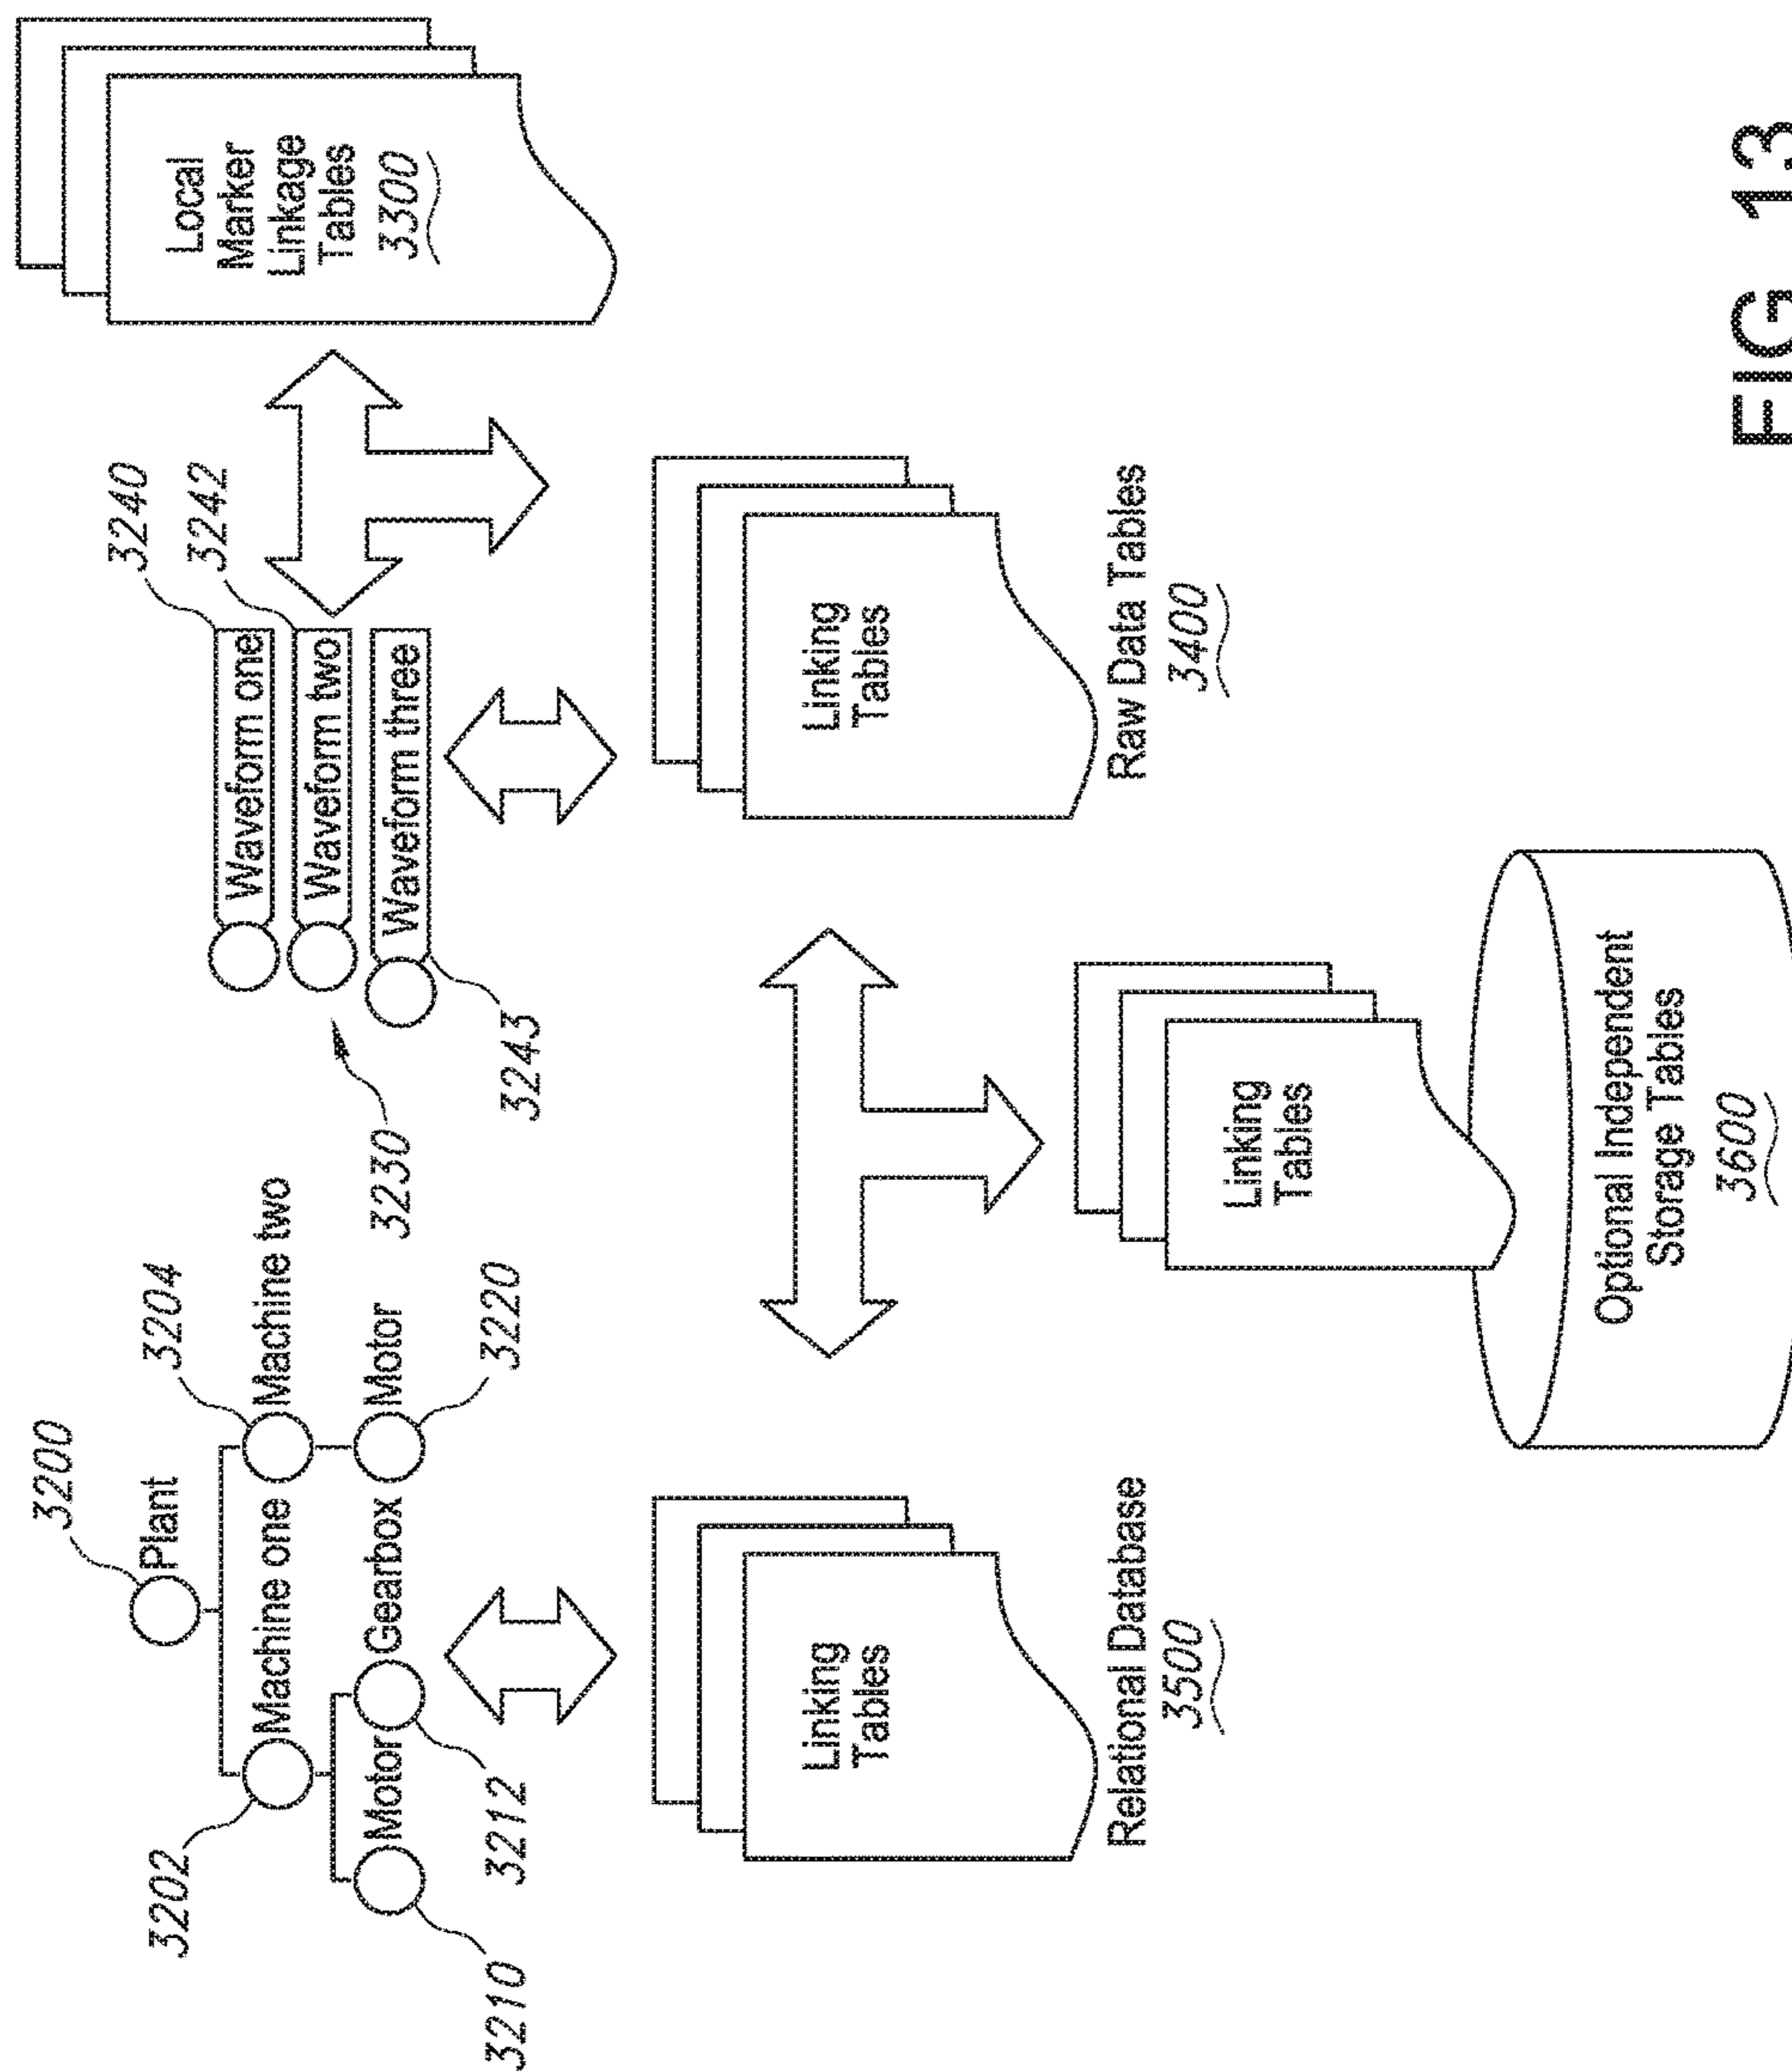 3200
Plant
3202
3204
Machine one
Machine two
Motor
Gearbox
Motor
3210
3212
3220
3230
3240
3242
Waveform one
Waveform two
Waveform three
3243
Local
Marker
Linkage
Tables
3300
Linking
Tables
Relational Database
3500
Linking
Tables
Raw Data Tables
3400
Linking
Tables
Optional Independent
Storage Tables
3600
FIG 13